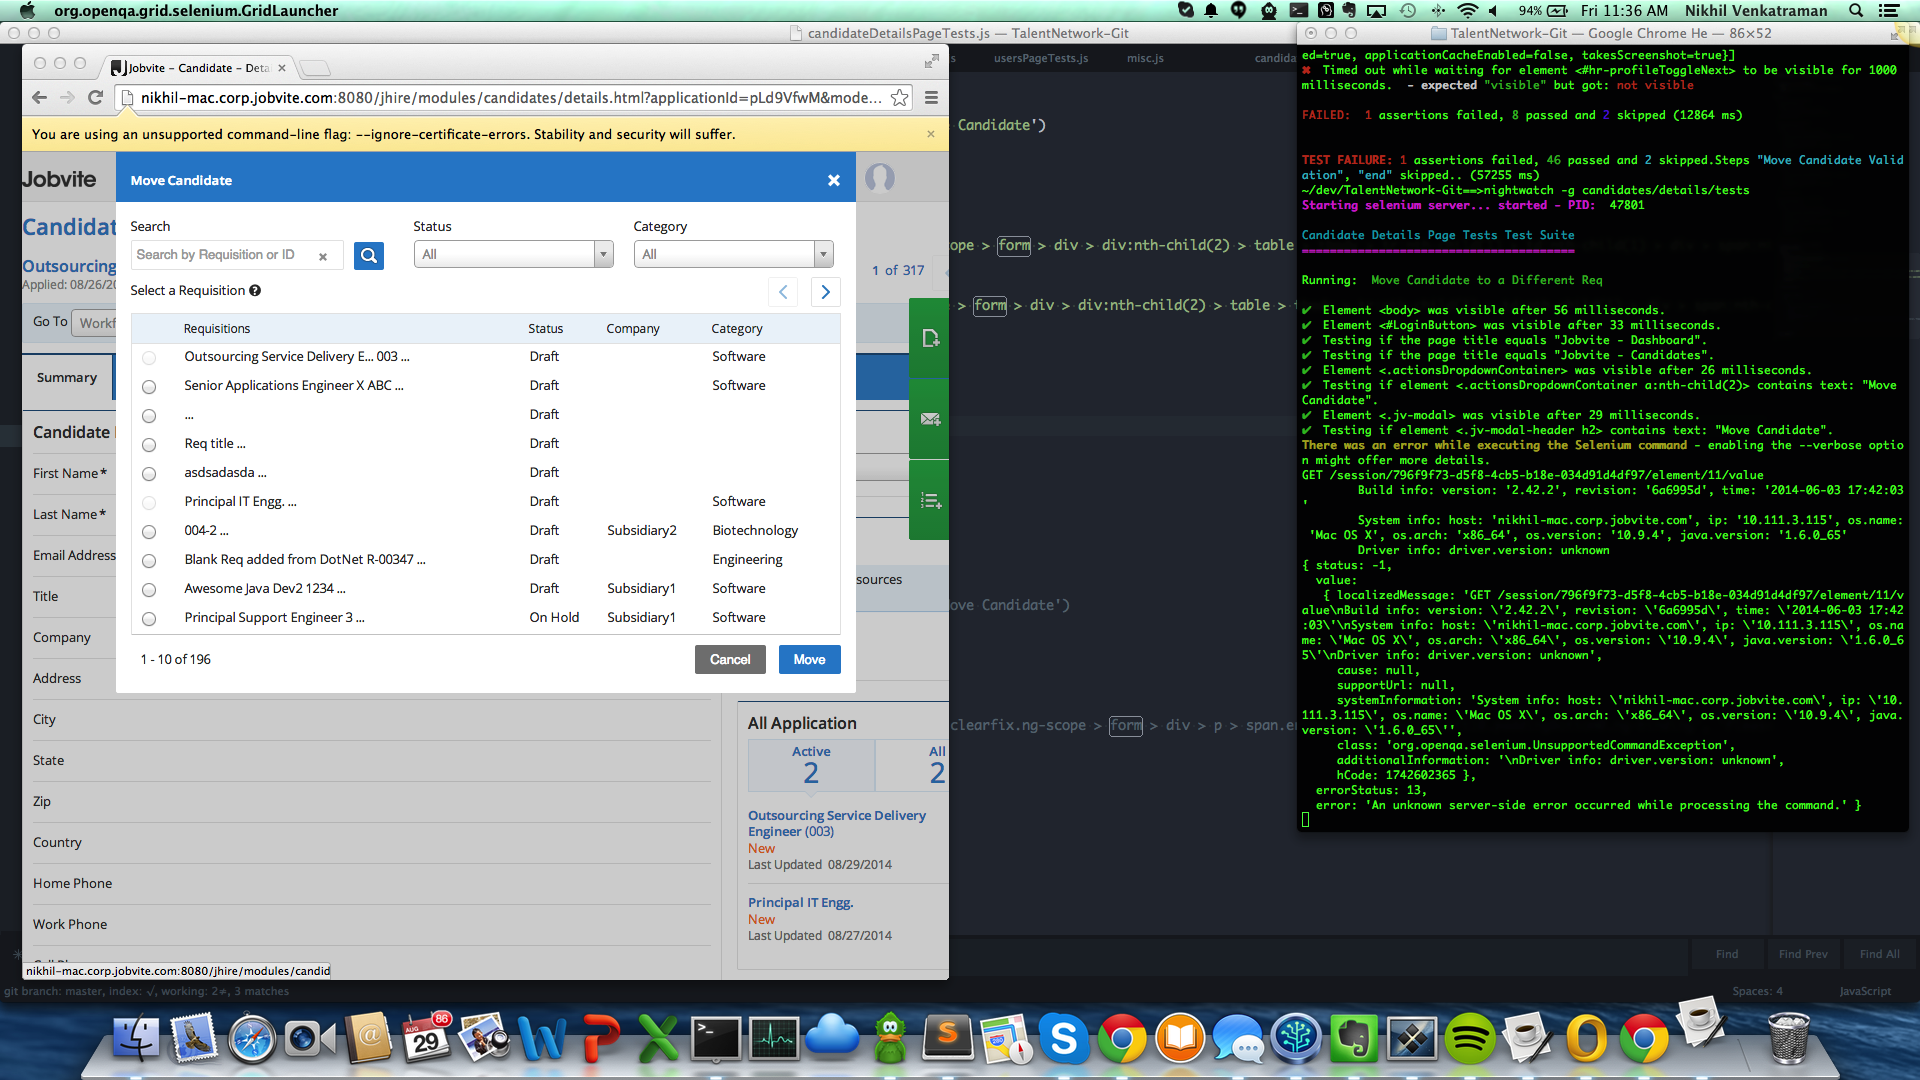 org.openqa.grid.selenium.GridLauncher
94%
Fri 11:36 AM
Nikhil Venkatraman
candidateDetailsPageTests.js — TalentNetwork-Git
usersPageTests.js
misc.js
candida
Jobvite – Candidate – Deta
nikhil-mac.corp.jobvite.com:8080/jhire/modules/candidates/details.html?applicationId=pLd9VfwM&mode...
You are using an unsupported command-line flag: --ignore-certificate-errors. Stability and security will suffer.
Jobvite
Candidat
Outsourcing
Applied: 08/26/20
1 of 317
Go To
Workf
Summary
Candidate
First Name*
Last Name*
Email Address
Title
Company
Address
City
State
Zip
Country
Home Phone
Work Phone
sources
Move Candidate
Search
Search by Requisition or ID
Status
All
Category
All
Select a Requisition
Requisitions Status Company Category
Outsourcing Service Delivery E... 003 ... Draft Software
Senior Applications Engineer X ABC ... Draft Software
... Draft
Req title ... Draft
asdsadasda ... Draft
Principal IT Engg. ... Draft Software
004-2 ... Draft Subsidiary2 Biotechnology
Blank Req added from DotNet R-00347 ... Draft Engineering
Awesome Java Dev2 1234 ... Draft Subsidiary1 Software
Principal Support Engineer 3 ... On Hold Subsidiary1 Software
1 - 10 of 196
Cancel
Move
All Application
Active
2
All
2
Outsourcing Service Delivery
Engineer (003)
New
Last Updated 08/29/2014
Principal IT Engg.
New
Last Updated 08/27/2014
nikhil-mac.corp.jobvite.com:8080/jhire/modules/candid
Candidate')
ope > form > div > div:nth-child(2) > table
> form > div > div:nth-child(2) > table >
ove Candidate')
clearfix.ng-scope > form > div > p > span.er
Find
Find Prev
Find All
git branch: master, index: √, working: 2≠, 3 matches
Spaces: 4
JavaScript
TalentNetwork-Git — Google Chrome He — 86×52
ed=true, applicationCacheEnabled=false, takesScreenshot=true}]
✖ Timed out while waiting for element <#hr-profileToggleNext> to be visible for 1000
milliseconds.  - expected "visible" but got: not visible
FAILED:  1 assertions failed, 8 passed and 2 skipped (12864 ms)
TEST FAILURE: 1 assertions failed, 46 passed and 2 skipped.Steps "Move Candidate Valid
ation", "end" skipped.. (57255 ms)
~/dev/TalentNetwork-Git==>nightwatch -g candidates/details/tests
Starting selenium server... started - PID:  47801
Candidate Details Page Tests Test Suite
=======================================
Running:  Move Candidate to a Different Req
✔ Element <body> was visible after 56 milliseconds.
✔ Element <#LoginButton> was visible after 33 milliseconds.
✔ Testing if the page title equals "Jobvite - Dashboard".
✔ Testing if the page title equals "Jobvite - Candidates".
✔ Element <.actionsDropdownContainer> was visible after 26 milliseconds.
✔ Testing if element <.actionsDropdownContainer a:nth-child(2)> contains text: "Move
Candidate".
✔ Element <.jv-modal> was visible after 29 milliseconds.
✔ Testing if element <.jv-modal-header h2> contains text: "Move Candidate".
There was an error while executing the Selenium command - enabling the --verbose optio
n might offer more details.
GET /session/796f9f73-d5f8-4cb5-b18e-034d91d4df97/element/11/value
Build info: version: '2.42.2', revision: '6a6995d', time: '2014-06-03 17:42:03
'
System info: host: 'nikhil-mac.corp.jobvite.com', ip: '10.111.3.115', os.name:
'Mac OS X', os.arch: 'x86_64', os.version: '10.9.4', java.version: '1.6.0_65'
Driver info: driver.version: unknown
{ status: -1,
value:
{ localizedMessage: 'GET /session/796f9f73-d5f8-4cb5-b18e-034d91d4df97/element/11/v
alue\nBuild info: version: \'2.42.2\', revision: \'6a6995d\', time: \'2014-06-03 17:42
:03\'\nSystem info: host: \'nikhil-mac.corp.jobvite.com\', ip: \'10.111.3.115\', os.na
me: \'Mac OS X\', os.arch: \'x86_64\', os.version: \'10.9.4\', java.version: \'1.6.0_6
5\'\nDriver info: driver.version: unknown',
cause: null,
supportUrl: null,
systemInformation: 'System info: host: \'nikhil-mac.corp.jobvite.com\', ip: \'10.
111.3.115\', os.name: \'Mac OS X\', os.arch: \'x86_64\', os.version: \'10.9.4\', java.
version: \'1.6.0_65\'',
class: 'org.openqa.selenium.UnsupportedCommandException',
additionalInformation: '\nDriver info: driver.version: unknown',
hCode: 1742602365 },
errorStatus: 13,
error: 'An unknown server-side error occurred while processing the command.' }
AUG
29
86